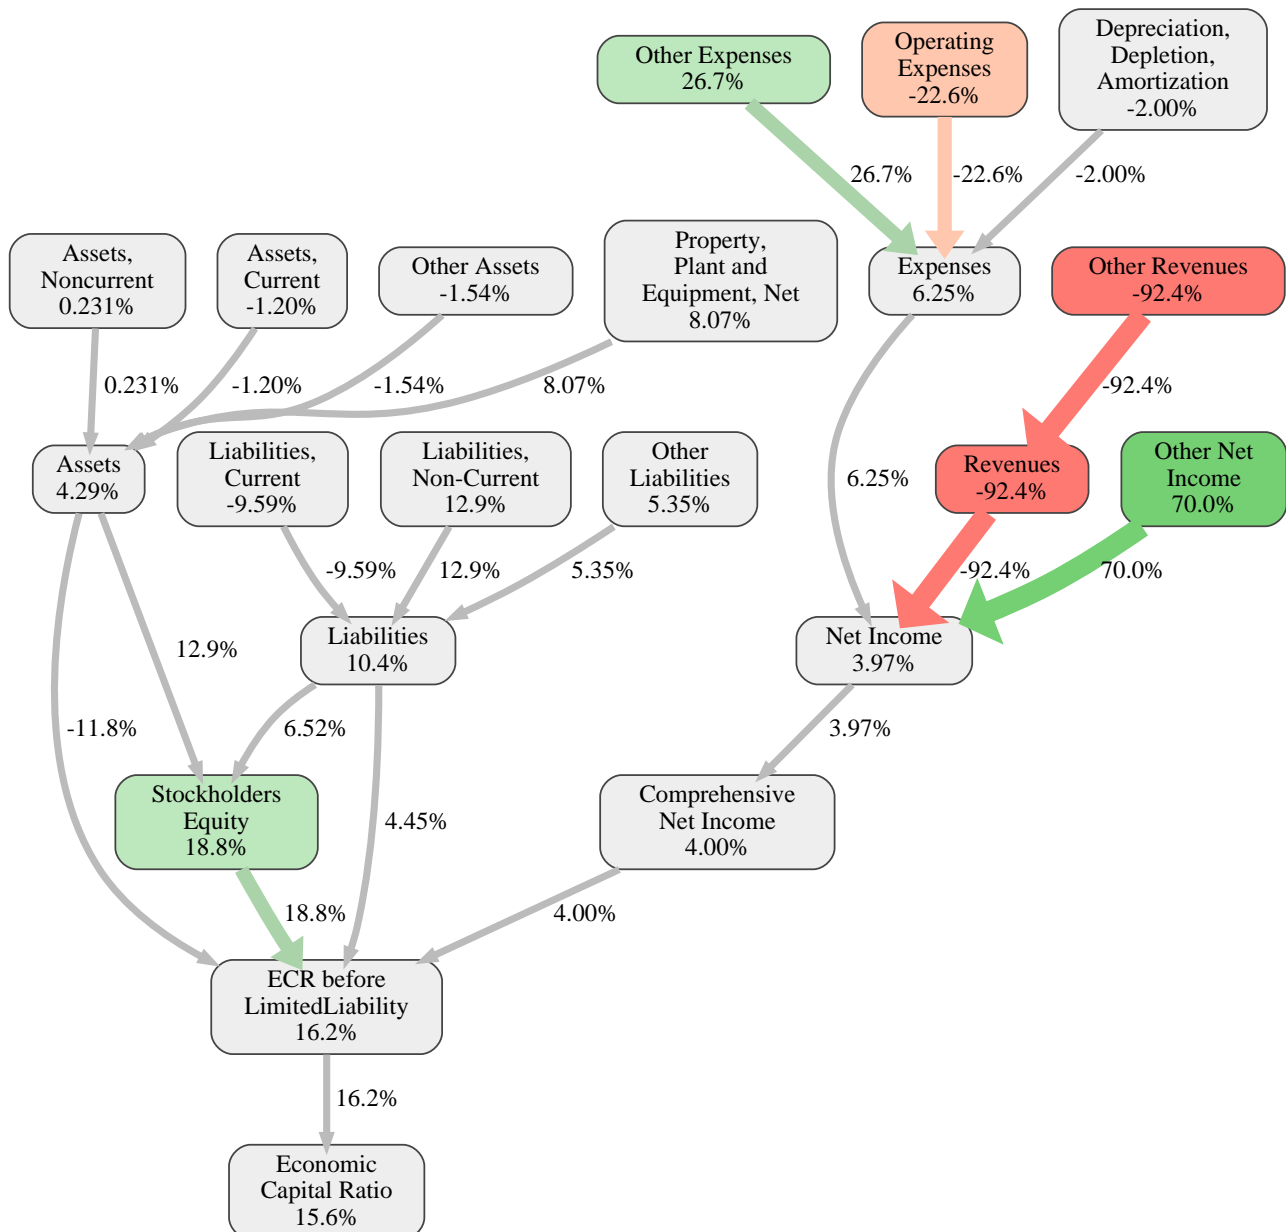 Other Expenses
26.7%
Operating
Expenses
-22.6%
Depreciation,
Depletion,
Amortization
-2.00%
26.7%
-22.6%
-2.00%
Assets,
Noncurrent
0.231%
Assets,
Current
-1.20%
Other Assets
-1.54%
Property,
Plant and
Equipment, Net
8.07%
Expenses
6.25%
Other Revenues
-92.4%
0.231%
-1.20%
-1.54%
8.07%
-92.4%
Assets
4.29%
Liabilities,
Current
-9.59%
Liabilities,
Non-Current
12.9%
Other
Liabilities
5.35%
6.25%
Revenues
-92.4%
Other Net
Income
70.0%
-9.59%
12.9%
5.35%
-92.4%
70.0%
12.9%
Liabilities
10.4%
Net Income
3.97%
-11.8%
6.52%
3.97%
Stockholders
Equity
18.8%
4.45%
Comprehensive
Net Income
4.00%
18.8%
4.00%
ECR before
LimitedLiability
16.2%
16.2%
Economic
Capital Ratio
15.6%